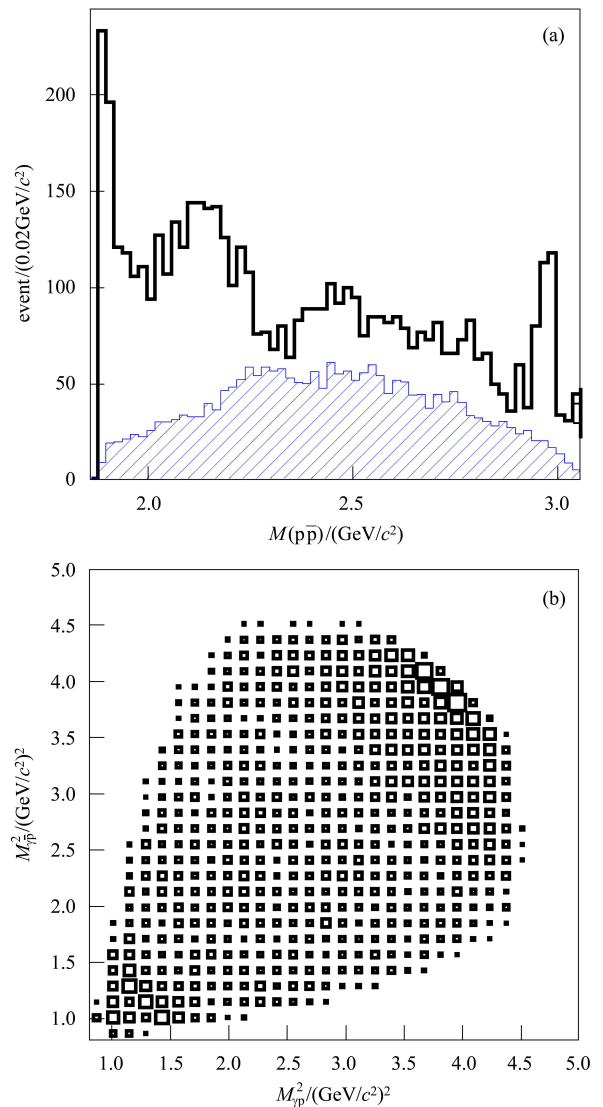 (a)
200
150
100
50
0
event/(0.02GeV/c²)
2.0 2.5 3.0
M(pp̅)/(GeV/c²)
(b)
5.0
4.5
4.0
3.5
3.0
2.5
2.0
1.5
1.0
M²γp̅/(GeV/c²)²
1.0 1.5 2.0 2.5 3.0 3.5 4.0 4.5 5.0
M²γp/(GeV/c²)²